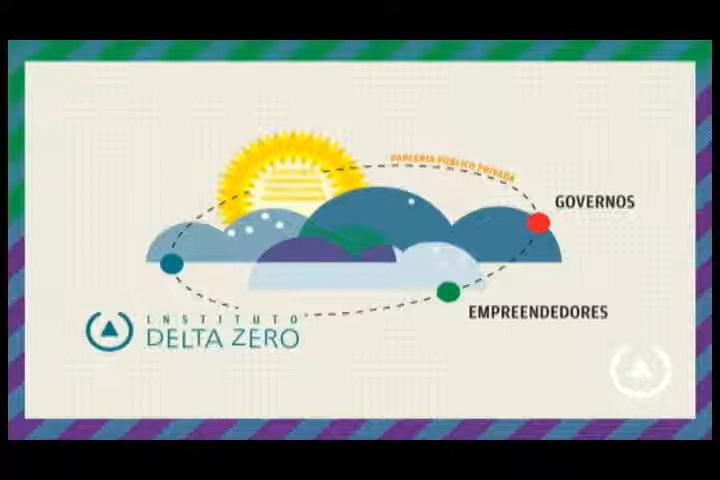 PARCERIA PÚBLICO PRIVADA
GOVERNOS
EMPREENDEDORES
INSTITUTO
DELTA ZERO